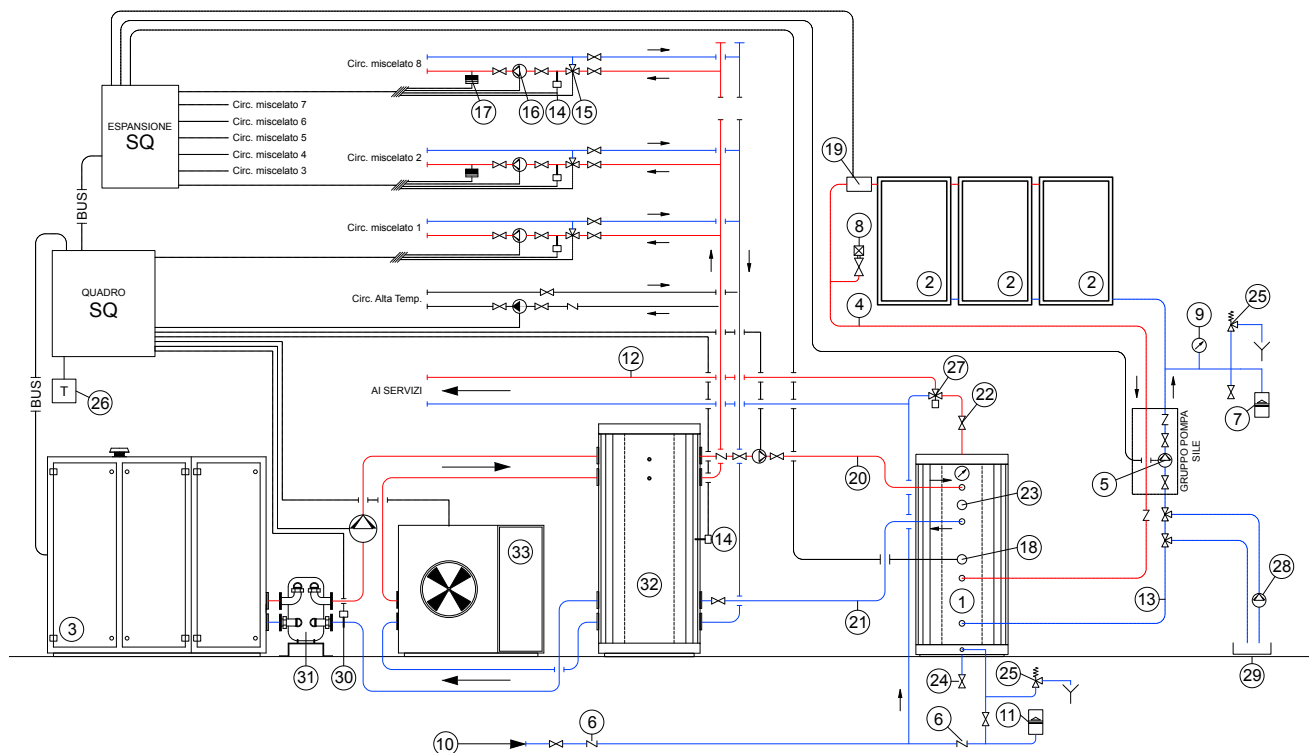 Circ. miscelato 8
17
16
14
15
ESPANSIONE
SQ
Circ. miscelato 7
Circ. miscelato 6
Circ. miscelato 5
Circ. miscelato 4
Circ. miscelato 3
Circ. miscelato 2
19
BUS
Circ. miscelato 1
8
2
2
2
QUADRO
SQ
Circ. Alta Temp.
4
9
25
T
26
12
AI SERVIZI
27
22
7
BUS
GRUPPO POMPA
SILE
5
20
23
33
14
18
32
3
1
21
13
28
31
30
24
25
29
11
6
6
10